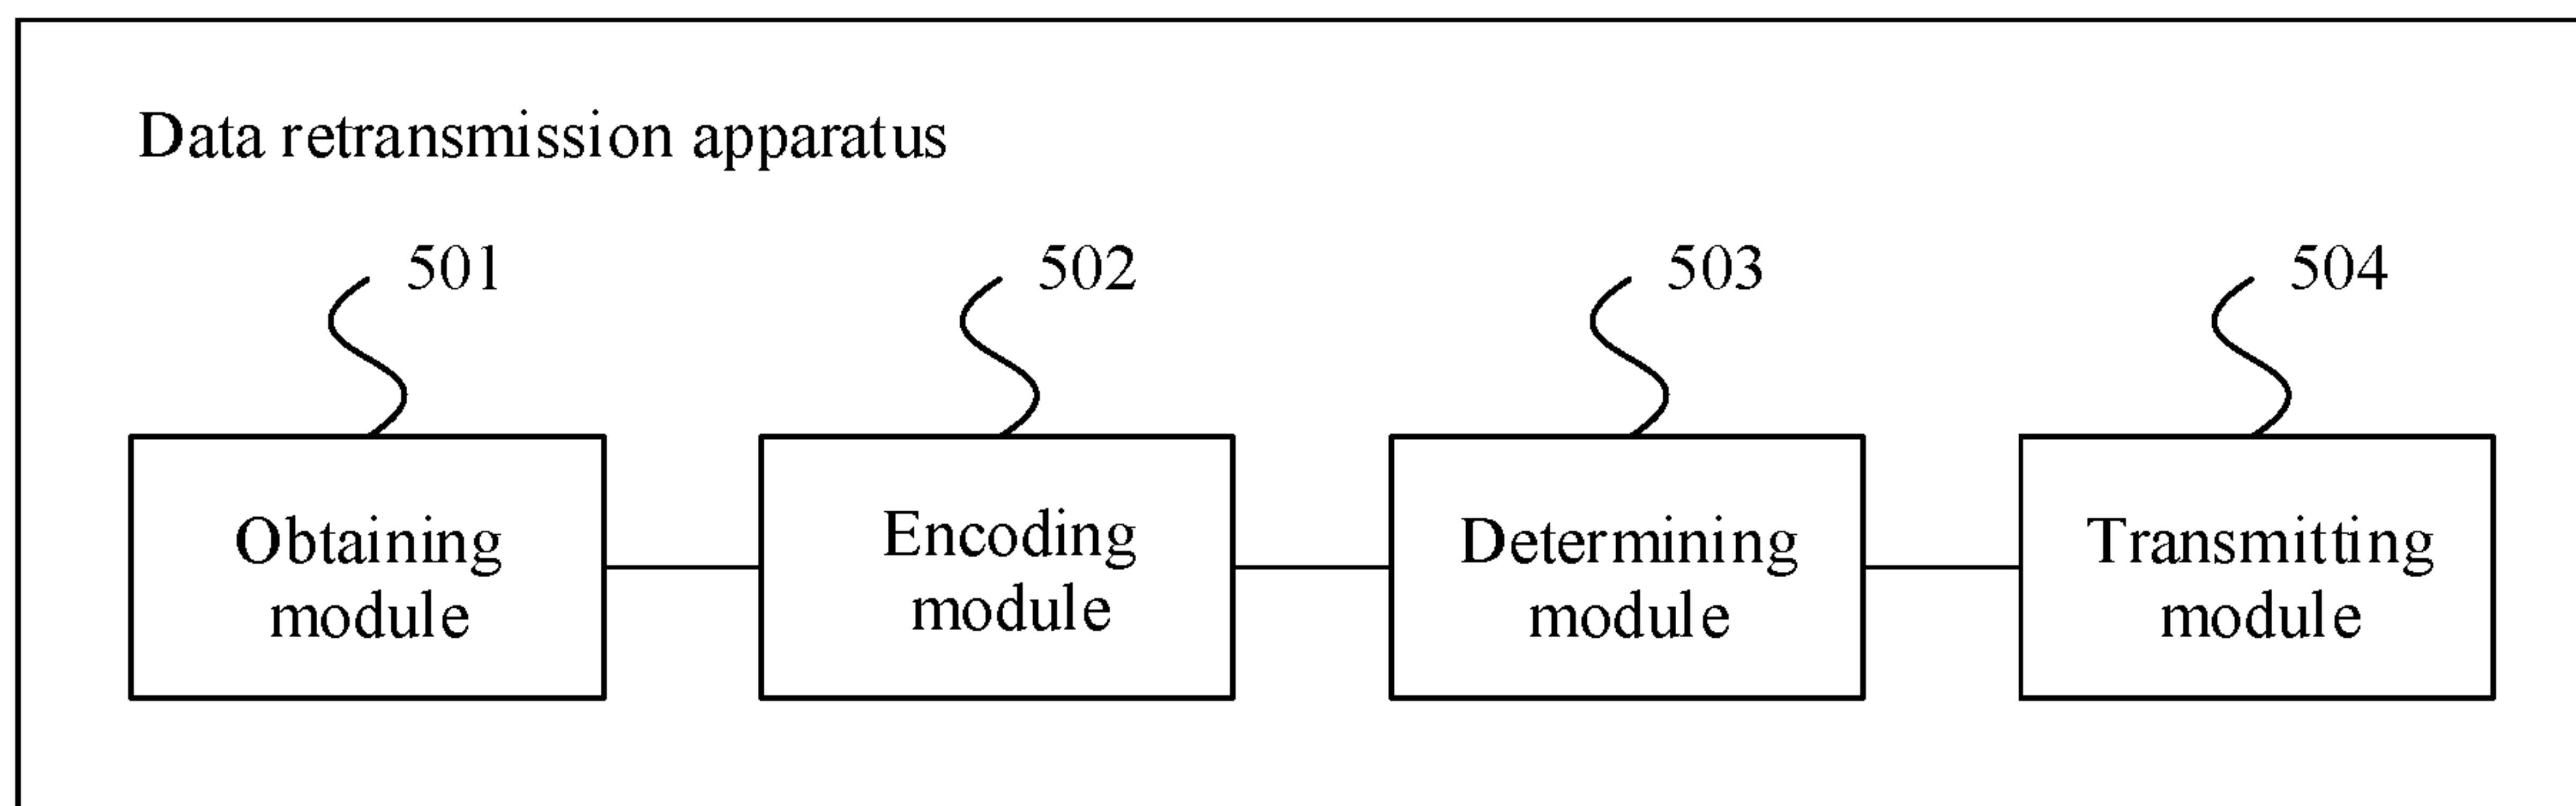 Data retransmission apparatus
501
502
503
504
Obtaining
module
Encoding
module
Determining
module
Transmitting
module